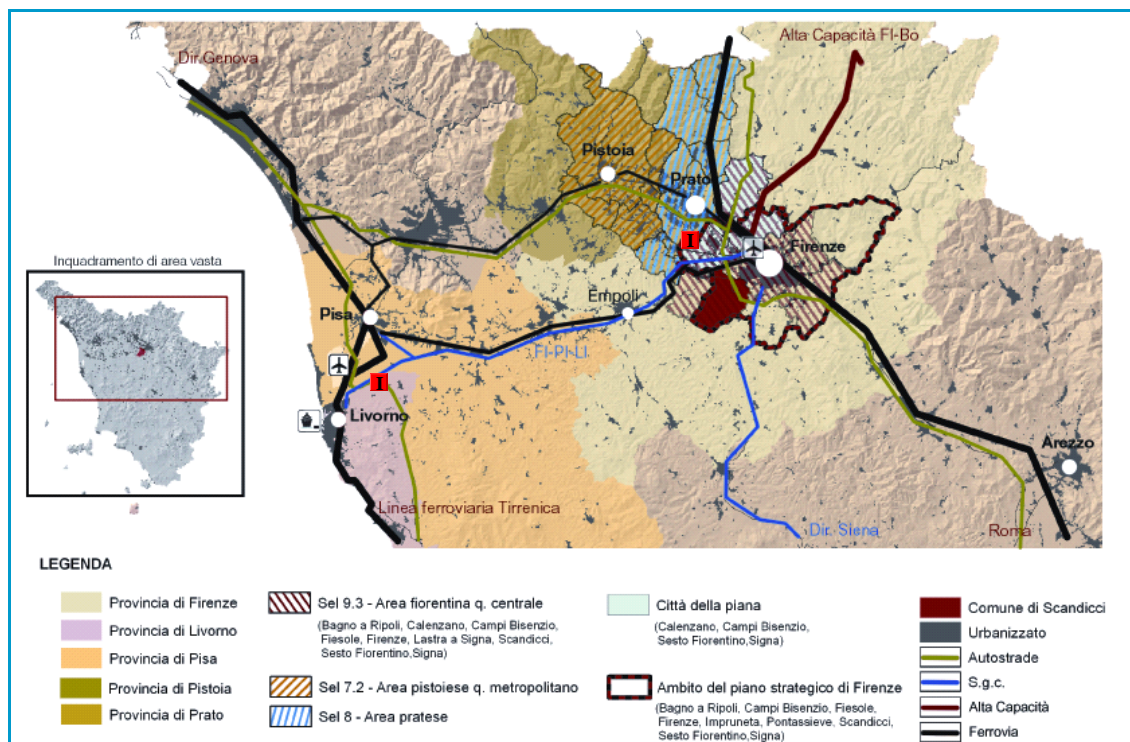 Alta Capacità FI-Bo
Dir.Genova
Pistoia
Prato
I
Firenze
Inquadramento di area vasta
Empoli
Pisa
FI-PI-LI
I
Livorno
Arezzo
Linea ferroviaria Tirrenica
Dir. Siena
Roma
LEGENDA
Provincia di Firenze
Provincia di Livorno
Provincia di Pisa
Provincia di Pistoia
Provincia di Prato
Sel 9.3 - Area fiorentina q. centrale
(Bagno a Ripoli, Calenzano, Campi Bisenzio,
Fiesole, Firenze, Lastra a Signa, Scandicci,
Sesto Fiorentino,Signa)
Sel 7.2 - Area pistoiese q. metropolitano
Sel 8 - Area pratese
Città della piana
(Calenzano, Campi Bisenzio,
Sesto Fiorentino,Signa)
Ambito del piano strategico di Firenze
(Bagno a Ripoli, Campi Bisenzio, Fiesole,
Firenze, Impruneta, Pontassieve, Scandicci,
Sesto Fiorentino,Signa)
Comune di Scandicci
Urbanizzato
Autostrade
S.g.c.
Alta Capacità
Ferrovia